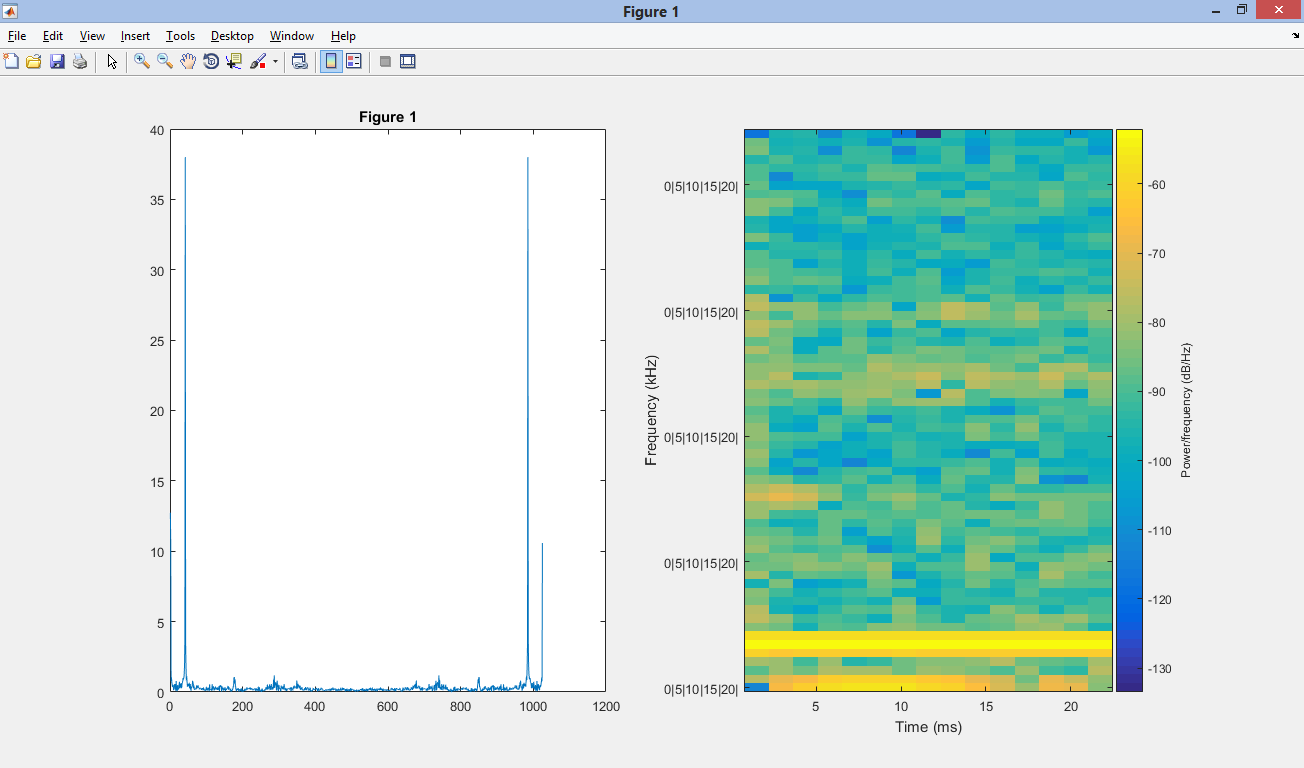 Figure 1
File Edit View Insert Tools Desktop Window Help
Figure 1
40
35
30
25
20
15
10
5
0
0 200 400 600 800 1000 1200
Frequency (kHz)
0|5|10|15|20|
0|5|10|15|20|
0|5|10|15|20|
0|5|10|15|20|
0|5|10|15|20|
5 10 15 20
Time (ms)
-60
-70
-80
-90
-100
-110
-120
-130
Power/frequency (dB/Hz)